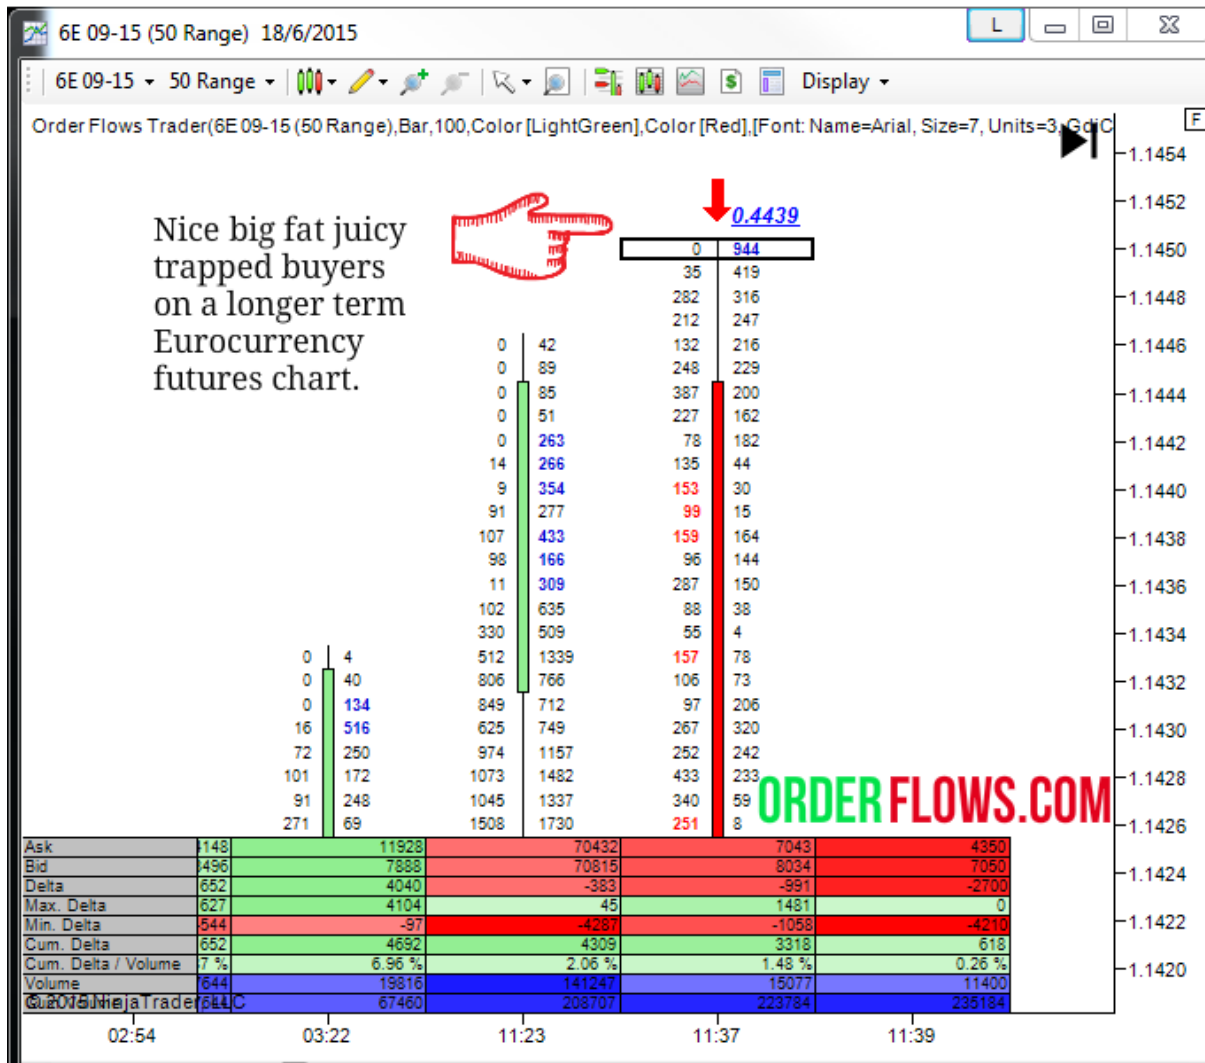 6E 09-15 (50 Range) 18/6/2015
L
6E 09-15 50 Range Display
Order Flows Trader(6E 09-15 (50 Range),Bar,100,Color [LightGreen],Color [Red],[Font: Name=Arial, Size=7, Units=3,
F
1.1454
1.1452
0.4439
Nice big fat juicy
trapped buyers
on a longer term
Eurocurrency
futures chart.
0 944 1.1450
35 419
282 316 1.1448
212 247
0 42 132 216 1.1446
0 89 248 229
0 85 387 200 1.1444
0 51 227 162
0 263 78 182 1.1442
14 266 135 44
9 354 153 30 1.1440
91 277 99 15
107 433 159 164 1.1438
98 166 96 144
11 309 287 150 1.1436
102 635 88 38
330 509 55 4 1.1434
0 4 512 1339 157 78
0 40 806 766 106 73 1.1432
0 134 849 712 97 206
16 516 625 749 267 320 1.1430
72 250 974 1157 252 242
101 172 1073 1482 433 233 1.1428
91 248 1045 1337 340 59
271 69 1508 1730 251 8 1.1426
ORDERFLOWS.COM
Ask 11928 70432 7043 4350
Bid 7888 70815 8034 7050
Delta 652 4040 -383 -991 -2700
Max. Delta 627 4104 45 1481 0
Min. Delta -544 -97 -4287 -1058 -4210
Cum. Delta 652 4692 4309 3318 618
Cum. Delta / Volume 6.96 % 2.06 % 1.48 % 0.26 %
Volume 19816 141247 15077 11400
© 2015 NinjaTrader, LLC 67460 208707 223784 235184
1.1424
1.1422
1.1420
02:54 03:22 11:23 11:37 11:39